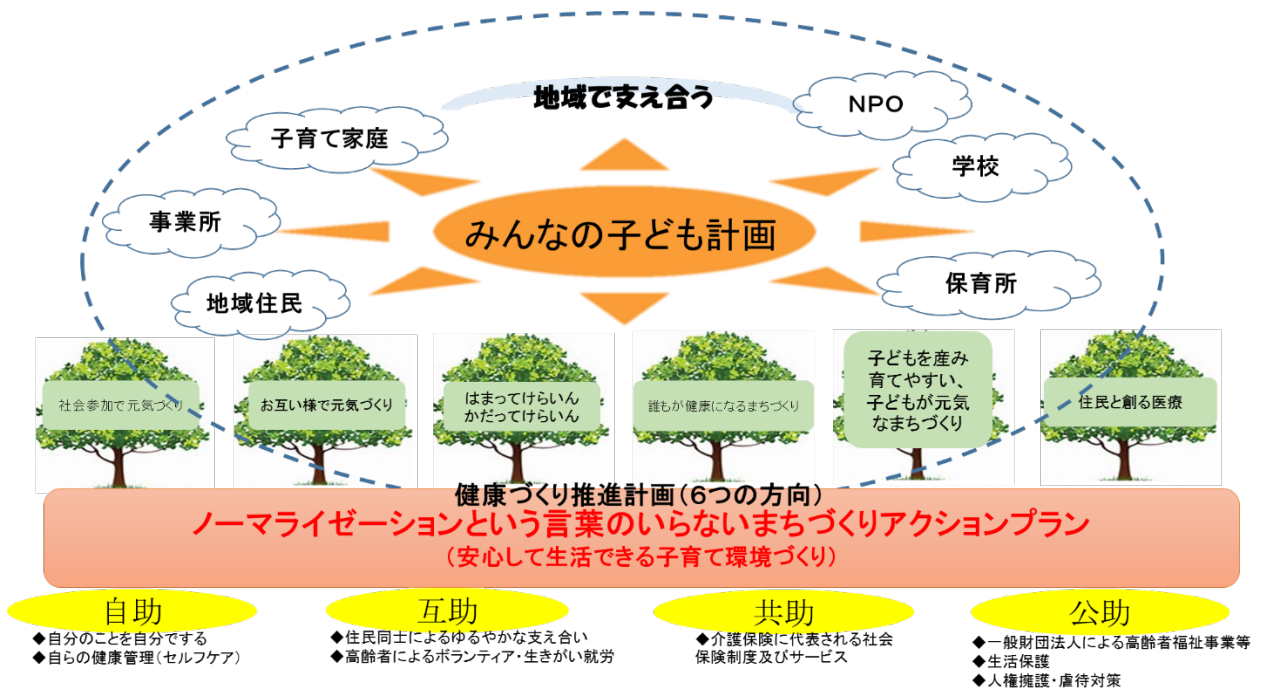 地域で支え合う
NPO
子育て家庭
学校
事業所
みんなの子ども計画
地域住民
保育所
社会参加で元気づくり
お互い様で元気づくり
はまってけらいん
かだってけらいん
誰もが健康になるまちづくり
子どもを産み
育てやすい、
子どもが元気
なまちづくり
住民と創る医療
健康づくり推進計画(6つの方向)
ノーマライゼーションという言葉のいらないまちづくりアクションプラン
(安心して生活できる子育て環境づくり)
自助
◆自分のことを自分でする
◆自らの健康管理(セルフケア)
互助
◆住民同士によるゆるやかな支え合い
◆高齢者によるボランティア・生きがい就労
共助
◆介護保険に代表される社会
保険制度及びサービス
公助
◆一般財団法人による高齢者福祉事業等
◆生活保護
◆人権擁護・虐待対策